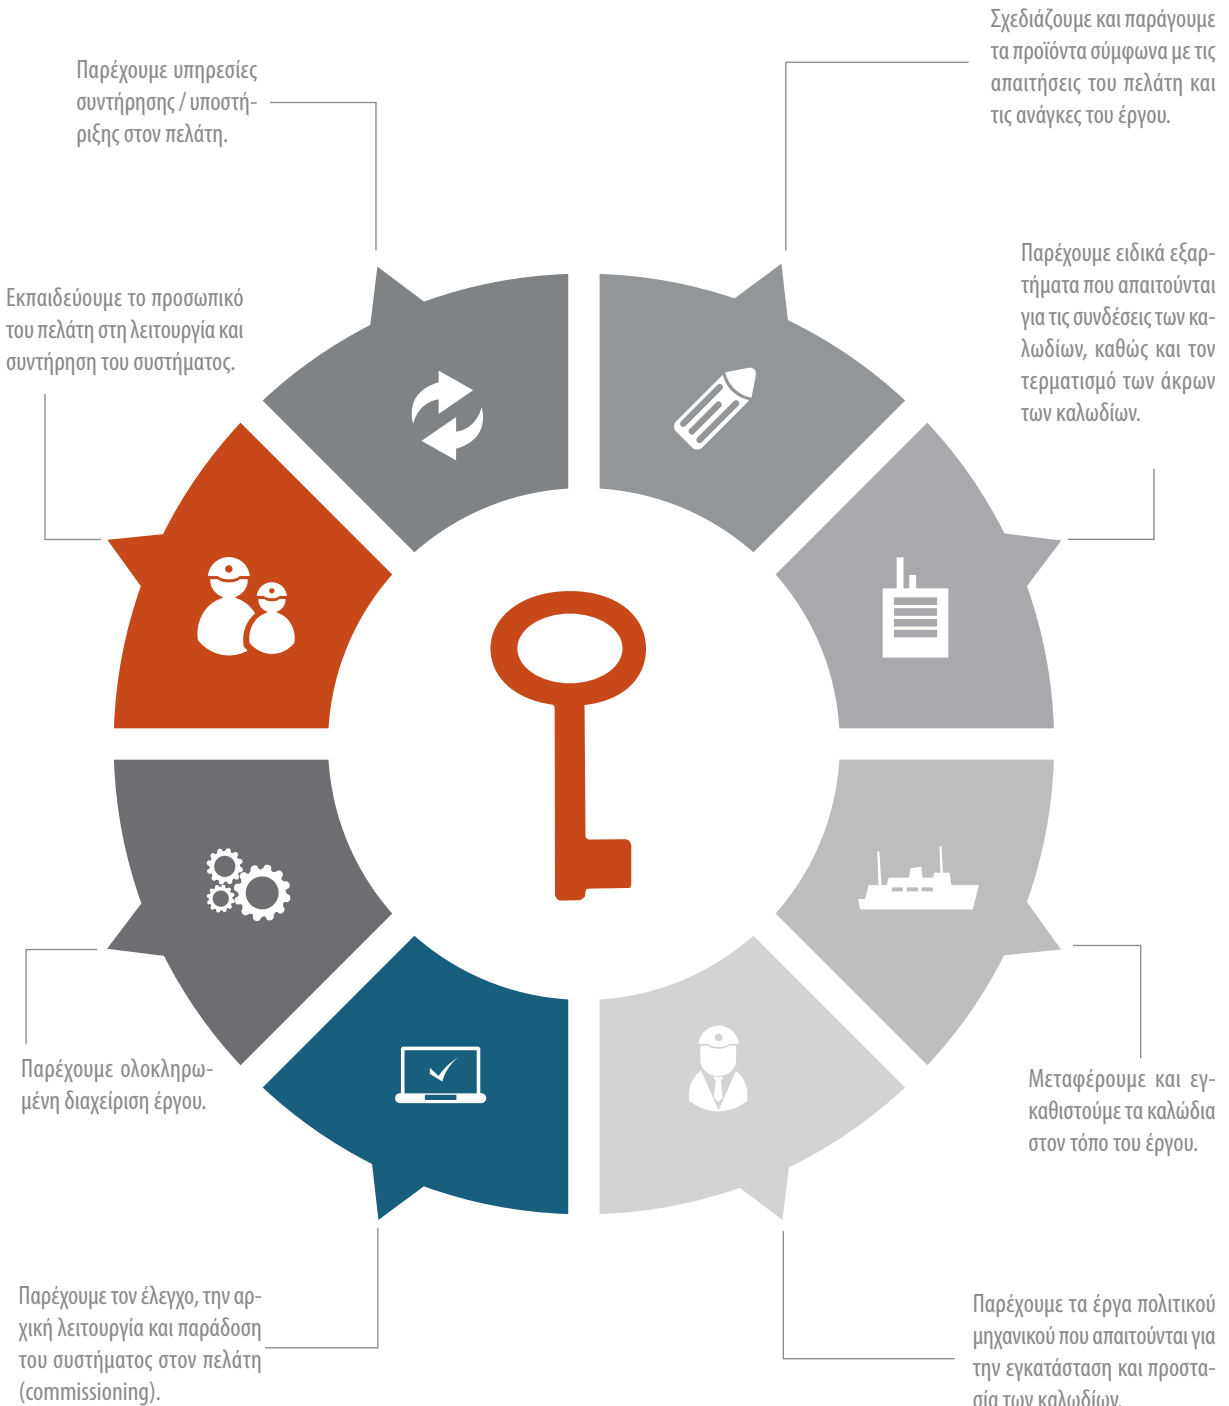 Σχεδιάζουμε και παράγουμε
τα προϊόντα σύμφωνα με τις
απαιτήσεις του πελάτη και
τις ανάγκες του έργου.
Παρέχουμε ειδικά εξαρ-
τήματα που απαιτούνται
για τις συνδέσεις των κα-
λωδίων, καθώς και τον
τερματισμό των άκρων
των καλωδίων.
Μεταφέρουμε και εγ-
καθιστούμε τα καλώδια
στον τόπο του έργου.
Παρέχουμε τα έργα πολιτικού
μηχανικού που απαιτούνται για
την εγκατάσταση και προστα-
σία των καλωδίων.
Παρέχουμε τον έλεγχο, την αρ-
χική λειτουργία και παράδοση
του συστήματος στον πελάτη
(commissioning).
Παρέχουμε ολοκληρω-
μένη διαχείριση έργου.
Εκπαιδεύουμε το προσωπικό
του πελάτη στη λειτουργία και
συντήρηση του συστήματος.
Παρέχουμε υπηρεσίες
συντήρησης / υποστή-
ριξης στον πελάτη.